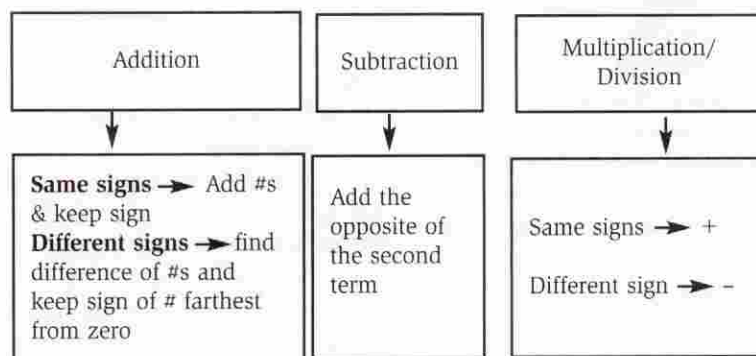 Addition
Subtraction
Multiplication/
Division
Same signs → Add #s
& keep sign
Different signs → find
difference of #s and
keep sign of # farthest
from zero
Add the
opposite of
the second
term
Same signs → +
Different sign → –